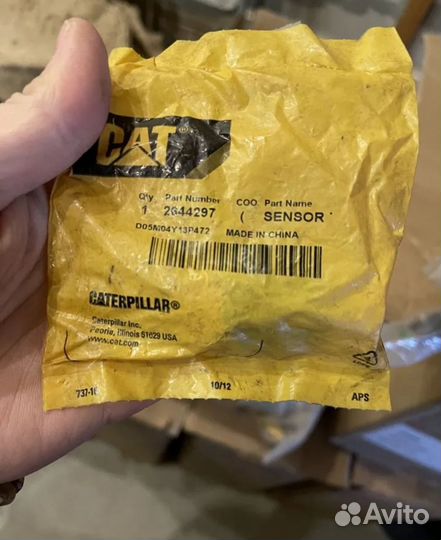 CAT®
Qty Part Number COO Part Name
1 2644297 ( SENSOR
D05M04Y13P472 MADE IN CHINA
CATERPILLAR®
Caterpillar Inc.
Peoria, Illinois 61629 USA
www.cat.com
737-16 10/12 APS
Avito